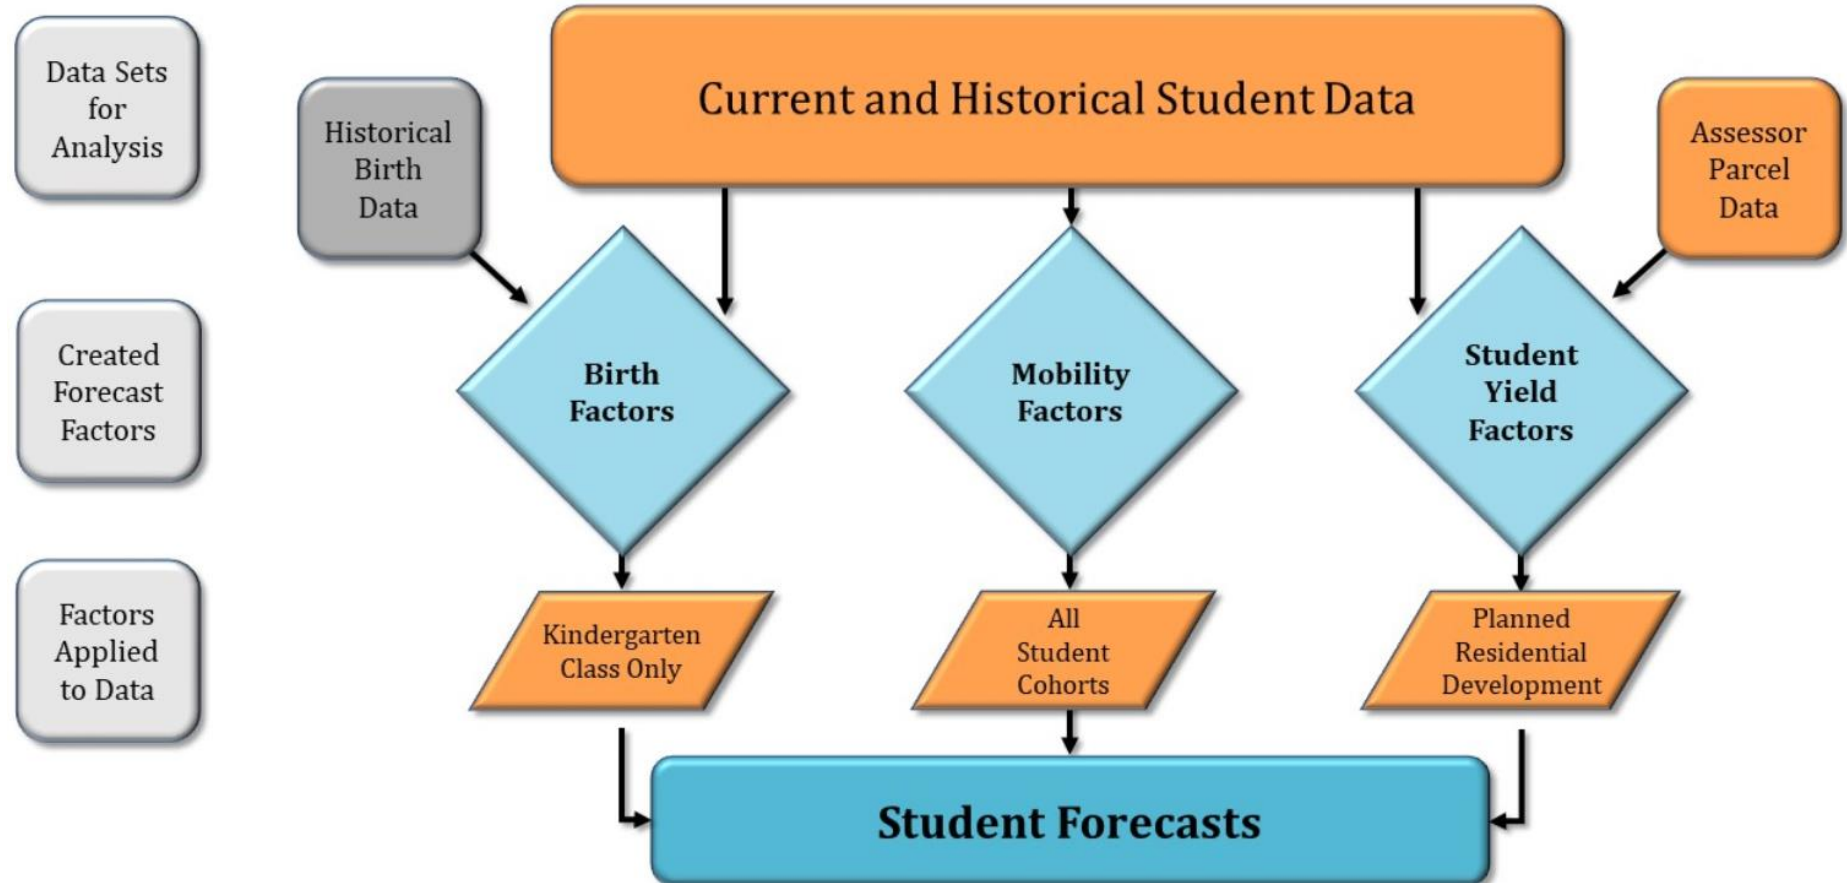 Data Sets
for
Analysis
Historical
Birth
Data
Current and Historical Student Data
Assessor
Parcel
Data
Created
Forecast
Factors
Birth
Factors
Mobility
Factors
Student
Yield
Factors
Factors
Applied
to Data
Kindergarten
Class Only
All
Student
Cohorts
Planned
Residential
Development
Student Forecasts